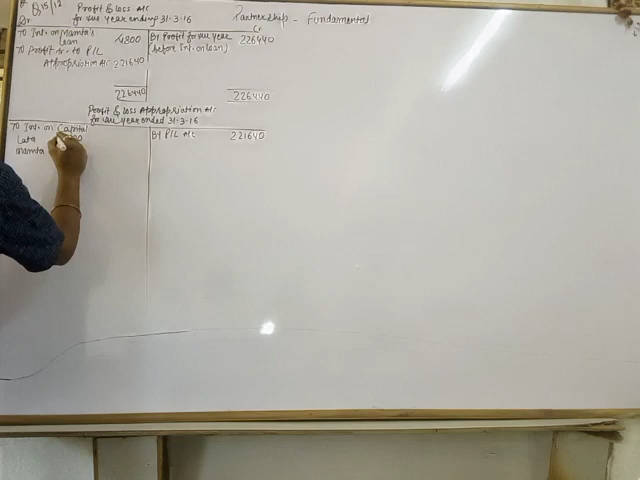 Q 15/12
Profit & Loss A/C
for the year ending 31-3-16
Partnership - Fundamental
Dr
Cr
To Int. on Mamta's Loan 4800
By Profit for the year (before Int. on loan) 226440
To Profit tr. to P/L
Appropriation A/C 221640
226440 226440
Profit & Loss Appropriation A/C
for the year ended 31-3-16
To Int. on Capital
Lata
Mamta
By P/L A/C 221640